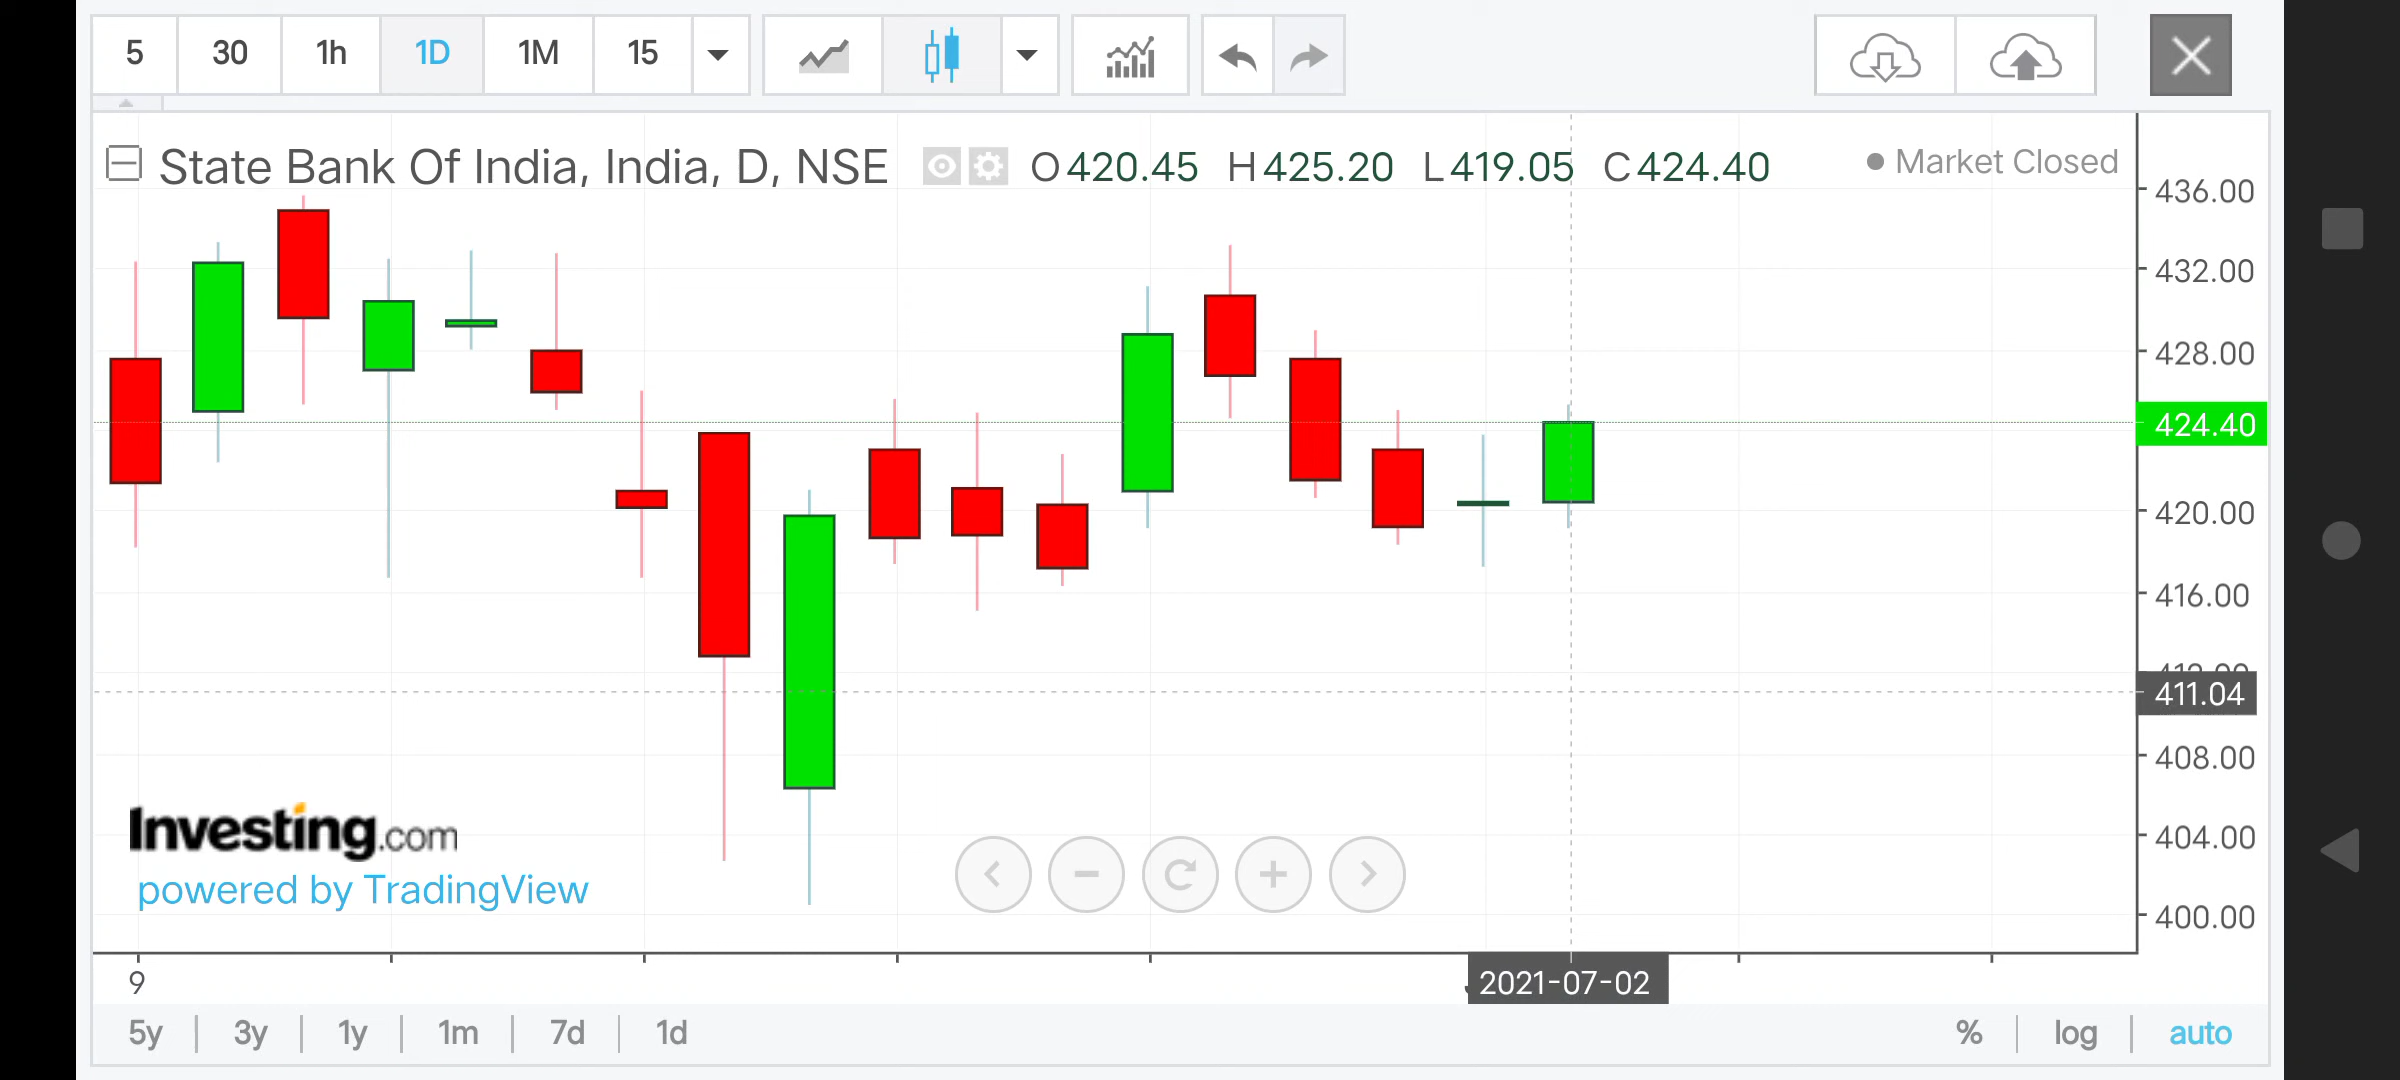 5 30 1h 1D 1M 15
State Bank Of India, India, D, NSE O420.45 H425.20 L419.05 C424.40 Market Closed
436.00
432.00
428.00
424.40
420.00
416.00
412.00
411.04
408.00
404.00
400.00
Investing.com
powered by TradingView
9 2021-07-02
5y 3y 1y 1m 7d 1d % log auto